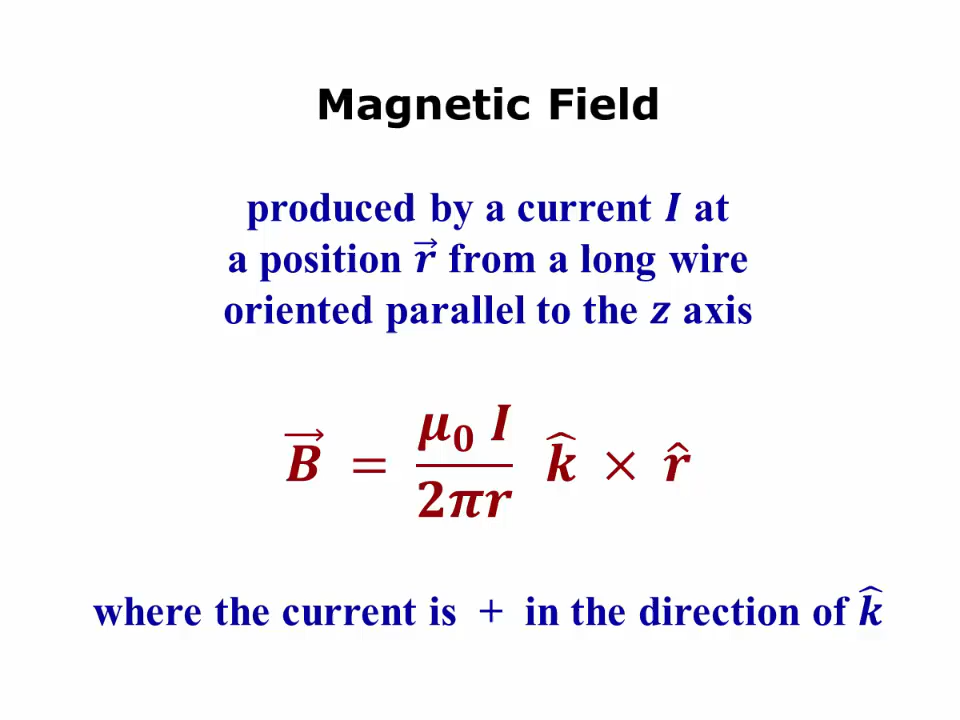 Magnetic Field
produced by a current I at
a position r⃗ from a long wire
oriented parallel to the z axis
B⃗ = μ₀ I / 2πr k̂ × r̂
where the current is + in the direction of k̂